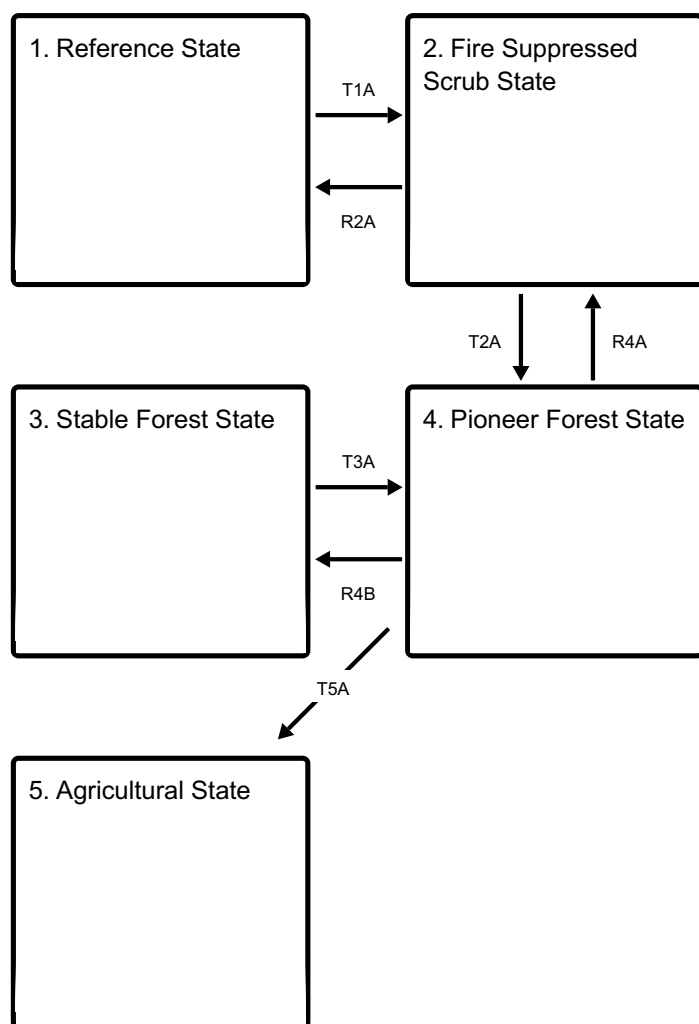 1. Reference State
2. Fire Suppressed
Scrub State
T1A
R2A
T2A
R4A
3. Stable Forest State
4. Pioneer Forest State
T3A
R4B
T5A
5. Agricultural State